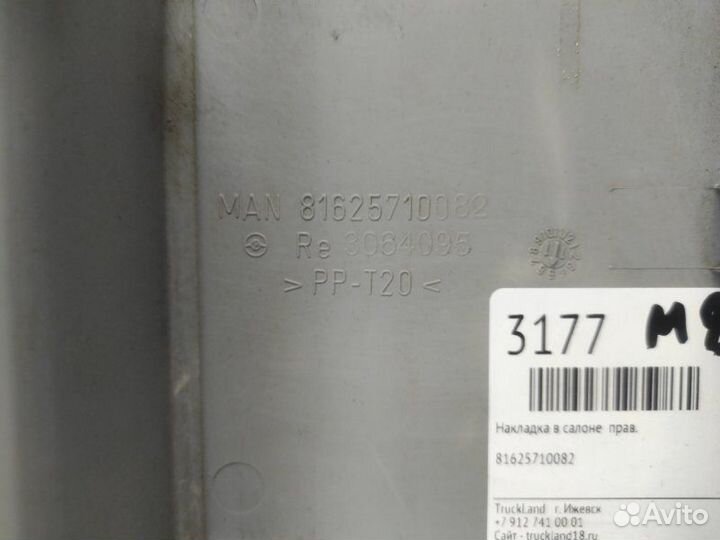 MAN 81625710082
Re 3064095
> PP-T20 <
3177
Накладка в салоне прав.
81625710082
TruckLand г. Ижевск
+7 912 741 00 01
Сайт - truckland18.ru
Avito